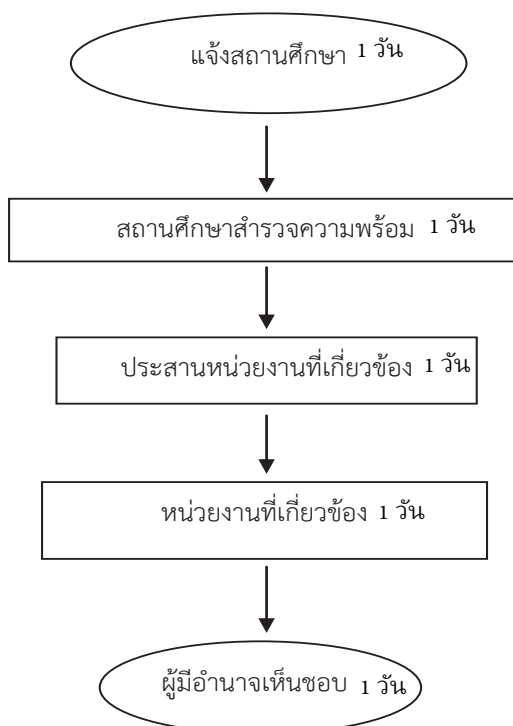 แจ้งสถานศึกษา 1 วัน
สถานศึกษาสำรวจความพร้อม 1 วัน
ประสานหน่วยงานที่เกี่ยวข้อง 1 วัน
หน่วยงานที่เกี่ยวข้อง 1 วัน
ผู้มีอำนาจเห็นชอบ 1 วัน